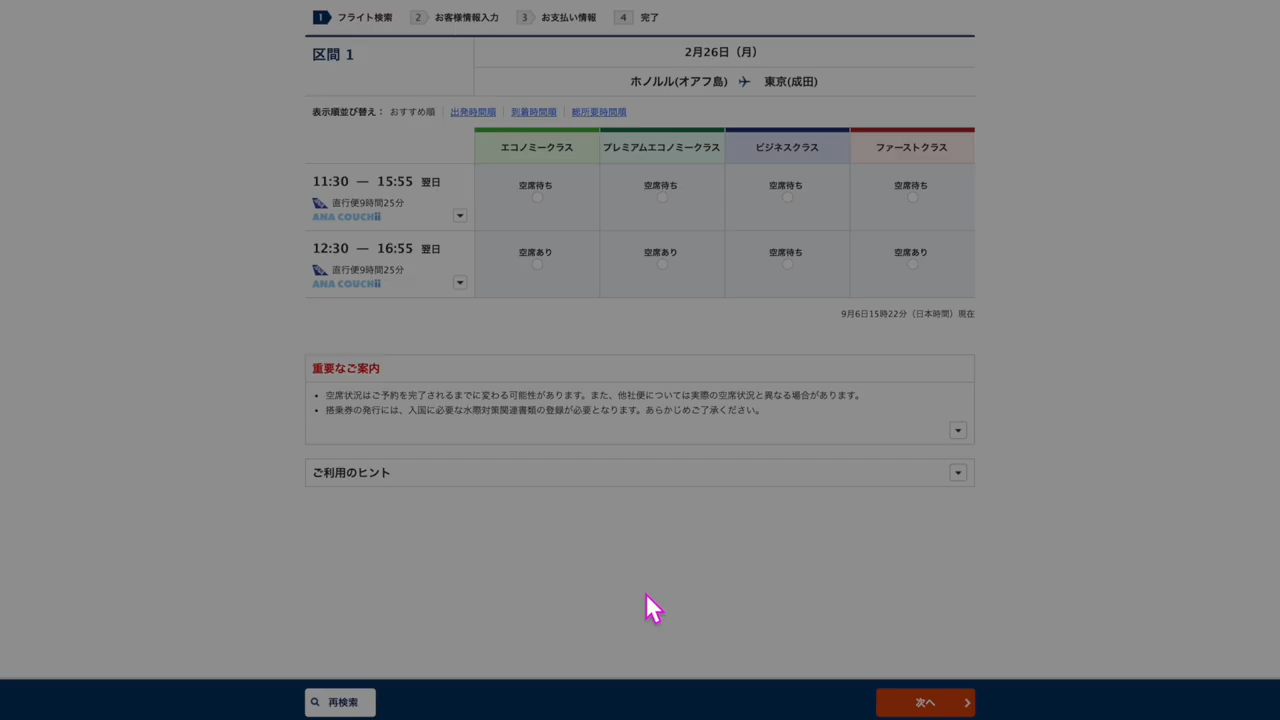 1 フライト検索 2 お客様情報入力 3 お支払い情報 4 完了
区間 1
2月26日（月）
ホノルル(オアフ島) 東京(成田)
表示順並び替え： おすすめ順 出発時間順 到着時間順 総所要時間順
エコノミークラス プレミアムエコノミークラス ビジネスクラス ファーストクラス
11:30 — 15:55 翌日
直行便9時間25分
ANA COUCHii
空席待ち 空席待ち 空席待ち 空席待ち
12:30 — 16:55 翌日
直行便9時間25分
ANA COUCHii
空席あり 空席あり 空席待ち 空席あり
9月6日15時22分（日本時間）現在
重要なご案内
• 空席状況はご予約を完了されるまでに変わる可能性があります。また、他社便については実際の空席状況と異なる場合があります。
• 搭乗券の発行には、入国に必要な水際対策関連書類の登録が必要となります。あらかじめご了承ください。
ご利用のヒント
再検索
次へ